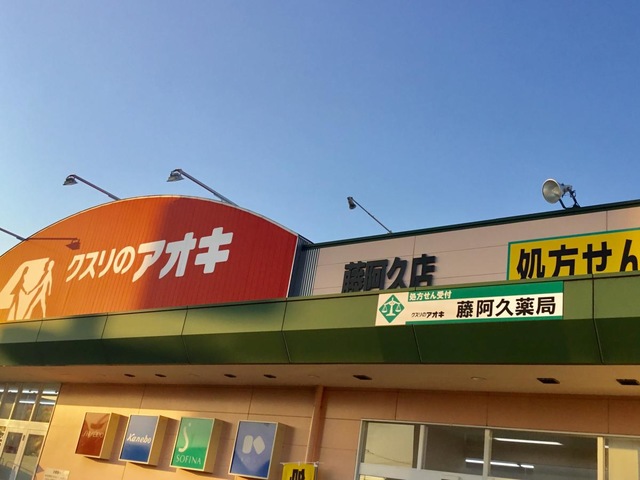 クスリのアオキ
藤阿久店
処方せん
処方せん受付
クスリのアオキ
藤阿久薬局
SHISEIDO
Kanebo
SOFINA